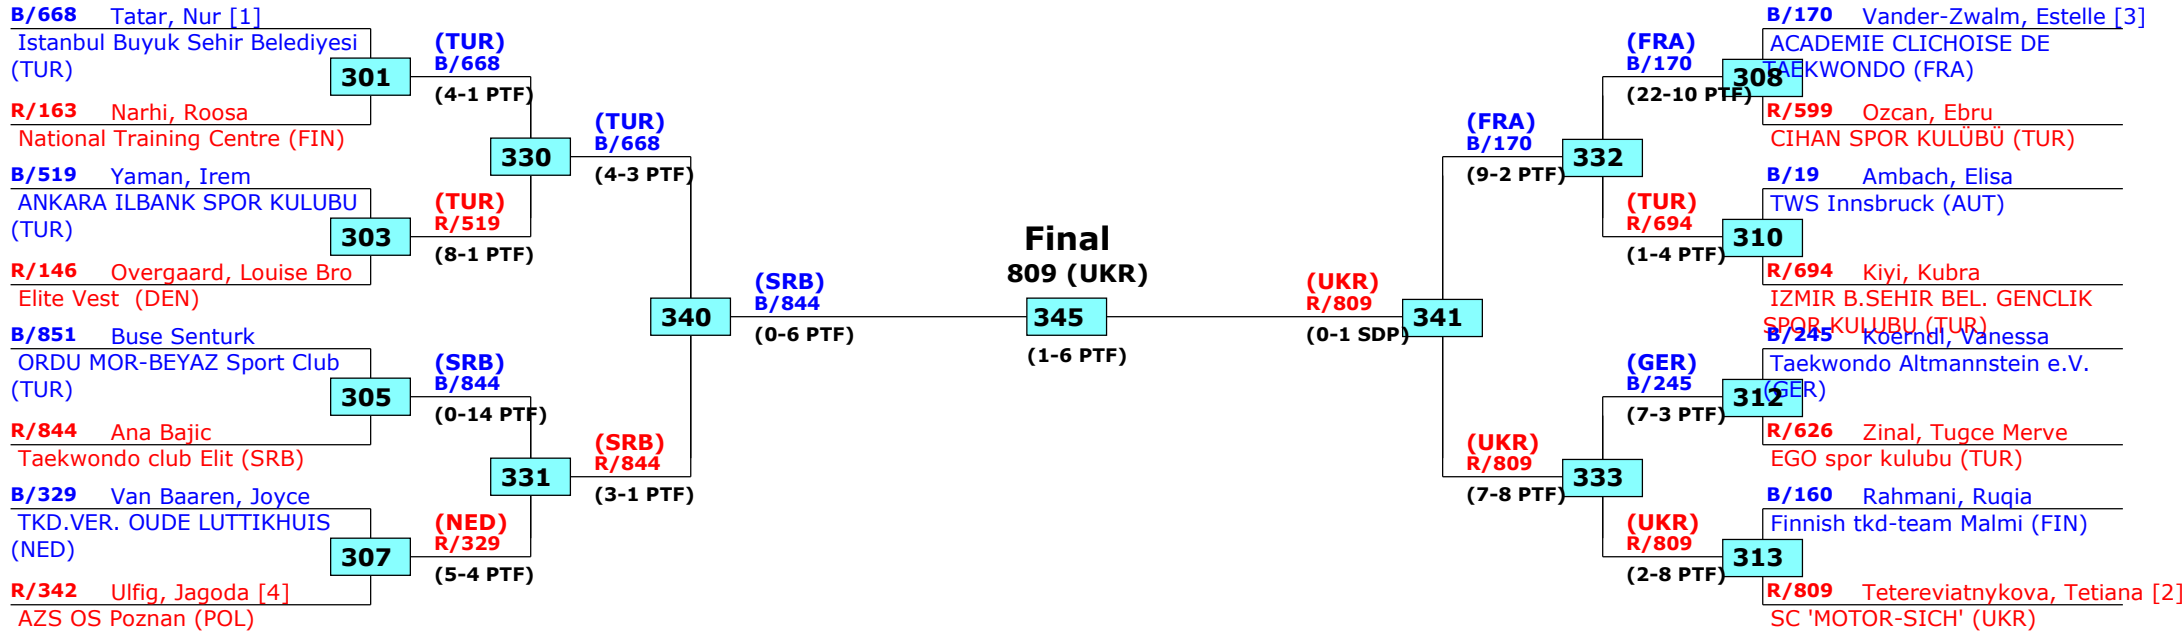 B/668 Tatar, Nur [1]
Istanbul Buyuk Sehir Belediyesi
(TUR)
301
R/163 Narhi, Roosa
National Training Centre (FIN)
B/519 Yaman, Irem
ANKARA ILBANK SPOR KULUBU
(TUR)
303
R/146 Overgaard, Louise Bro
Elite Vest (DEN)
B/851 Buse Senturk
ORDU MOR-BEYAZ Sport Club
(TUR)
305
R/844 Ana Bajic
Taekwondo club Elit (SRB)
B/329 Van Baaren, Joyce
TKD.VER. OUDE LUTTIKHUIS
(NED)
307
R/342 Ulfig, Jagoda [4]
AZS OS Poznan (POL)
(TUR)
B/668
(4-1 PTF)
330
(TUR)
R/519
(8-1 PTF)
(SRB)
B/844
(0-14 PTF)
331
(NED)
R/329
(5-4 PTF)
(TUR)
B/668
(4-3 PTF)
340
(SRB)
R/844
(3-1 PTF)
(SRB)
B/844
(0-6 PTF)
Final
809 (UKR)
345
(1-6 PTF)
(UKR)
R/809
(0-1 SDP)
341
(FRA)
B/170
(9-2 PTF)
332
(UKR)
R/809
(7-8 PTF)
333
(FRA)
B/170
(22-10 PTF)
308
(TUR)
R/694
(1-4 PTF)
310
(GER)
B/245
(7-3 PTF)
312
(UKR)
R/809
(2-8 PTF)
313
B/170 Vander-Zwalm, Estelle [3]
ACADEMIE CLICHOISE DE
TAEKWONDO (FRA)
R/599 Ozcan, Ebru
CIHAN SPOR KULÜBÜ (TUR)
B/19 Ambach, Elisa
TWS Innsbruck (AUT)
R/694 Kiyi, Kubra
IZMIR B.SEHIR BEL. GENCLIK
SPOR KULUBU (TUR)
B/245 Koerndl, Vanessa
Taekwondo Altmannstein e.V.
(GER)
R/626 Zinal, Tugce Merve
EGO spor kulubu (TUR)
B/160 Rahmani, Ruqia
Finnish tkd-team Malmi (FIN)
R/809 Tetereviatnykova, Tetiana [2]
SC 'MOTOR-SICH' (UKR)